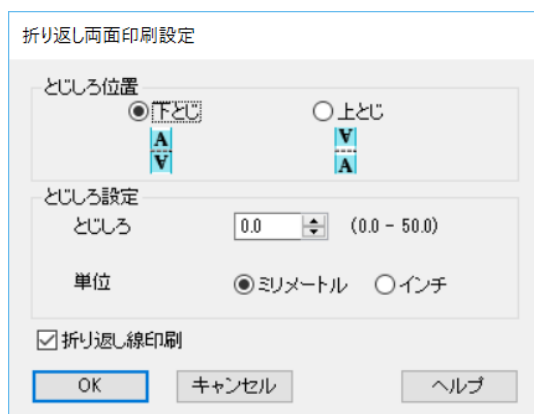 折り返し両面印刷設定
とじしろ位置
下とじ 上とじ
A A
A A
とじしろ設定
とじしろ 0.0 (0.0 - 50.0)
単位 ミリメートル インチ
折り返し線印刷
OK キャンセル ヘルプ